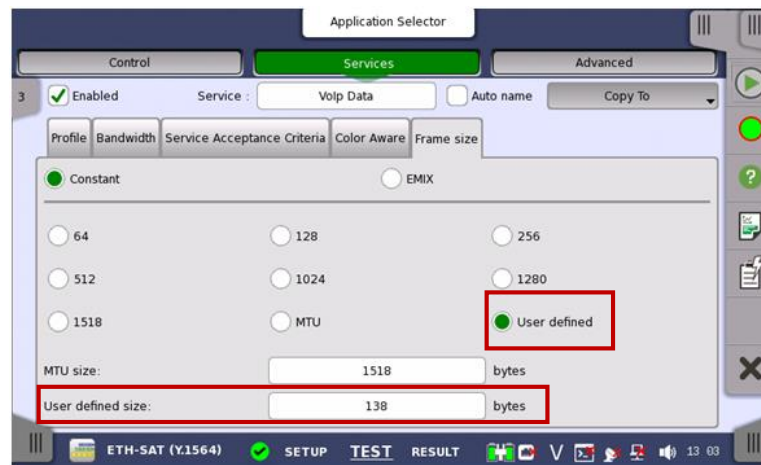 Application Selector
Control Services Advanced
3 Enabled Service : VoIp Data Auto name Copy To
Profile Bandwidth Service Acceptance Criteria Color Aware Frame size
Constant EMIX
64 128 256
512 1024 1280
1518 MTU User defined
MTU size: 1518 bytes
User defined size: 138 bytes
ETH-SAT (Y.1564) SETUP TEST RESULT V 13 03